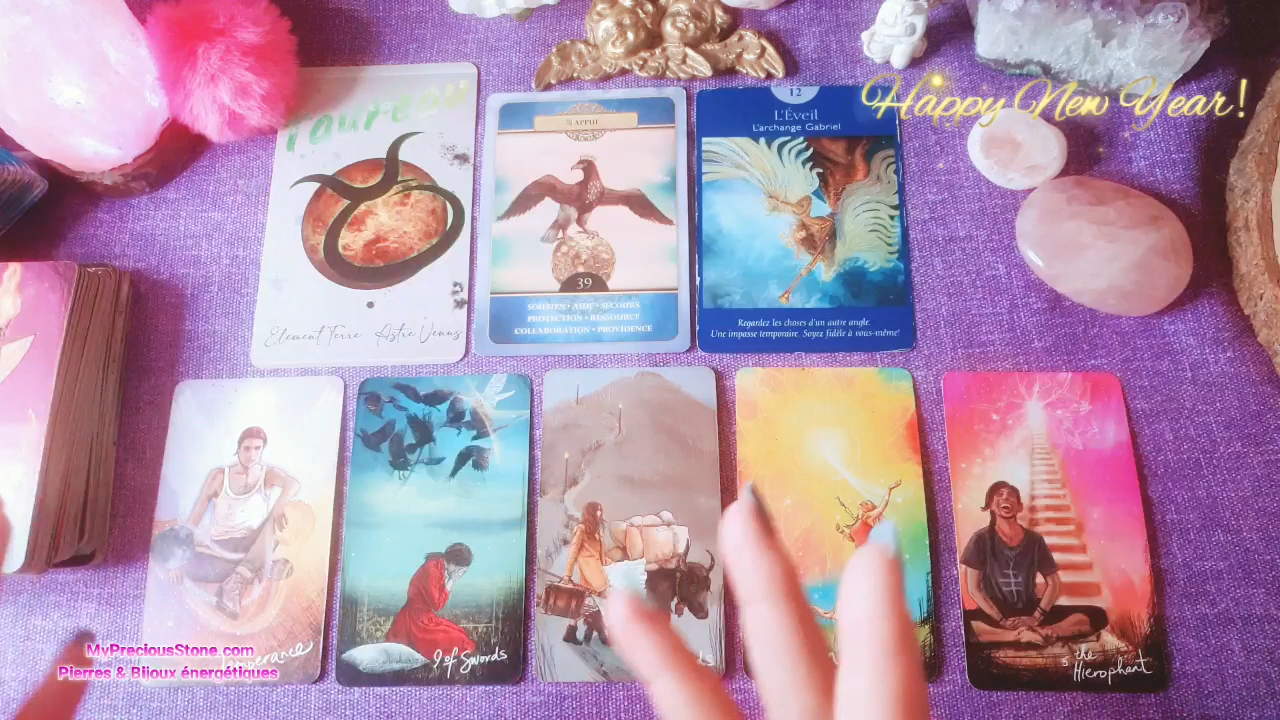 Happy New Year!
Taureau
Element Terre Astre Venus
APPUI
39
SOUTIEN • AIDE • SECOURS
PROTECTION • RESSOURCE
COLLABORATION • PROVIDENCE
12
L'Éveil
L'archange Gabriel
Regardez les choses d'un autre angle.
Une impasse temporaire. Soyez fidèle à vous-même!
Temperance
9 of Swords
5 the
Hierophant
MyPreciousStone.com
Pierres & Bijoux énergétiques